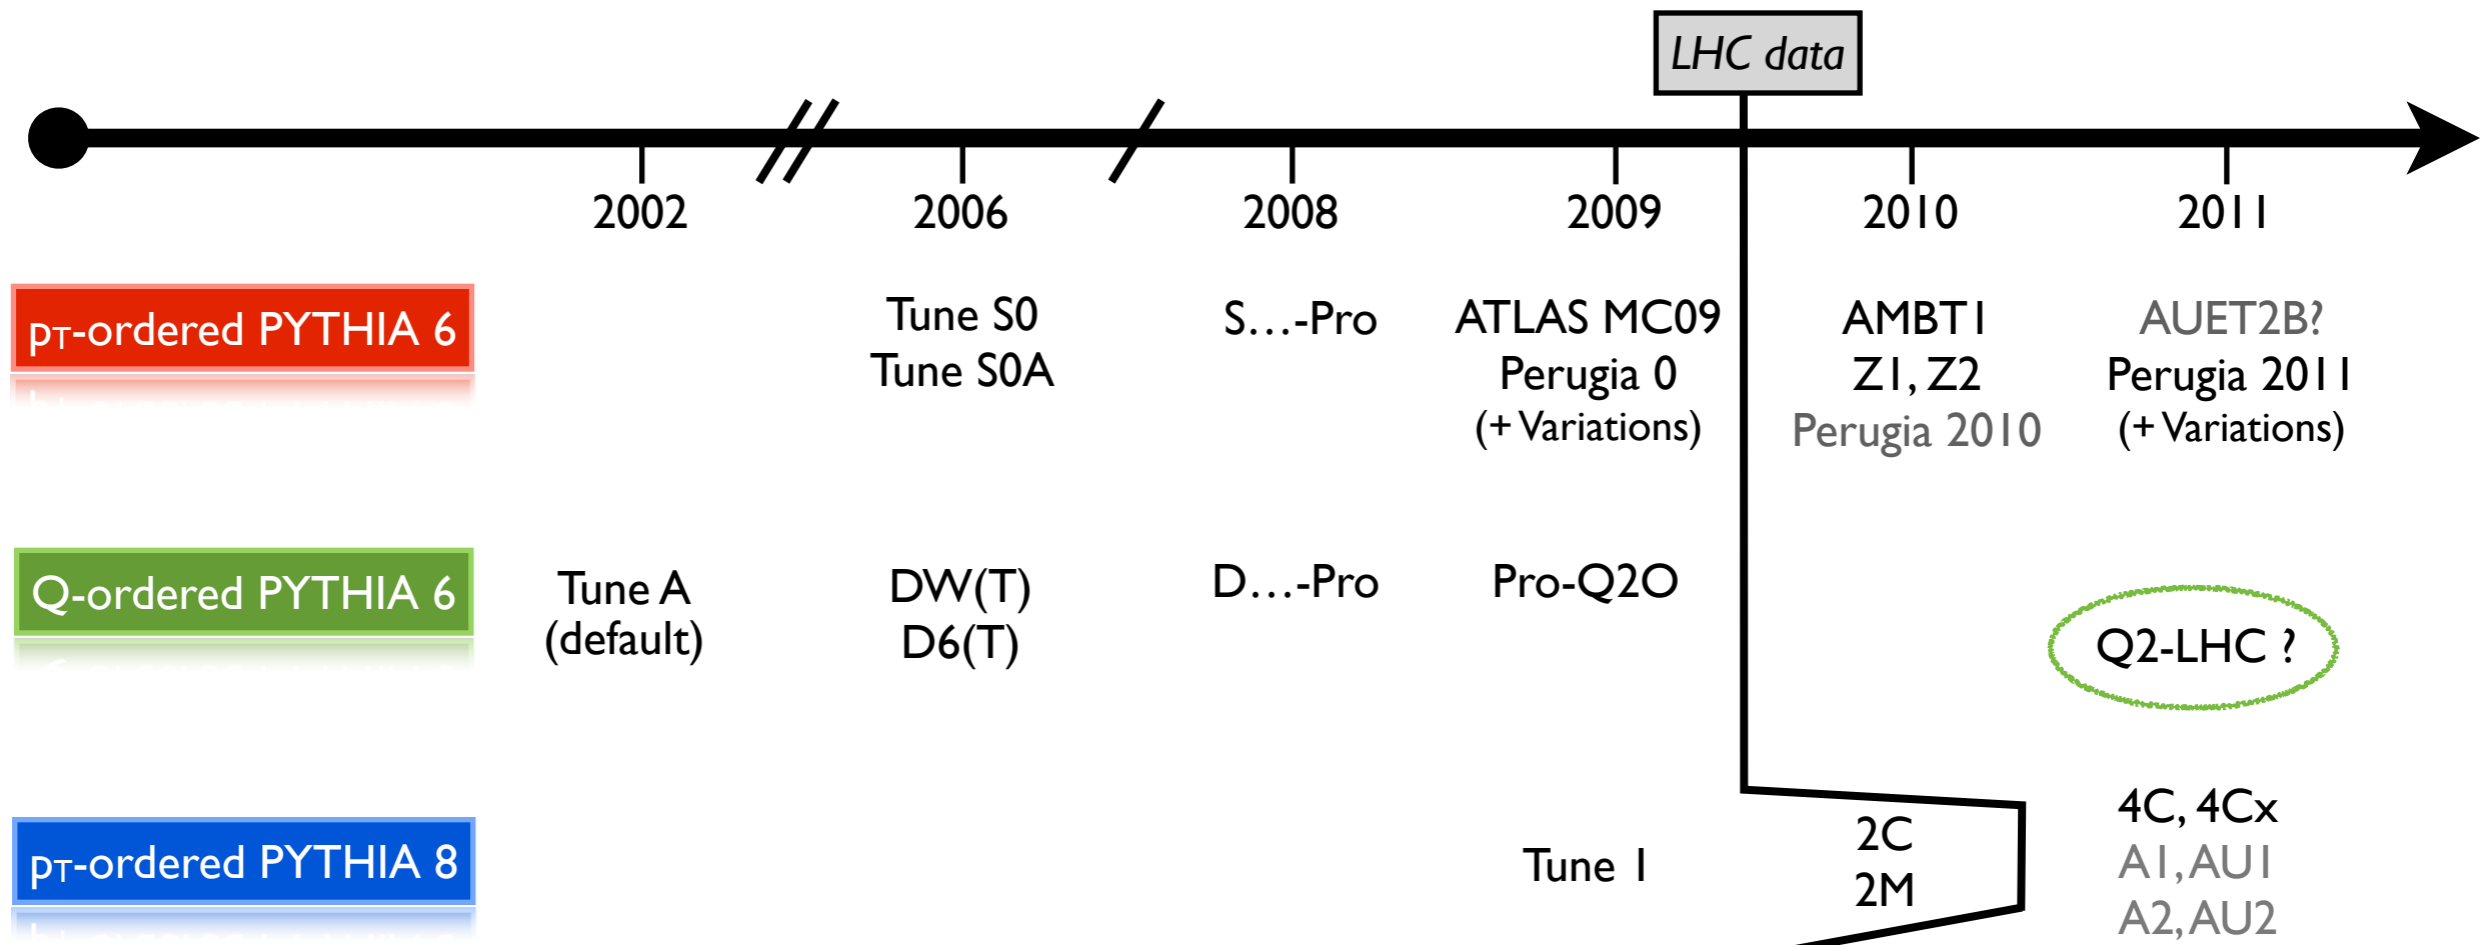 LHC data
2002 2006 2008 2009 2010 2011
pT-ordered PYTHIA 6
Tune S0
Tune S0A
S...-Pro
ATLAS MC09
Perugia 0
(+ Variations)
AMBT1
Z1, Z2
Perugia 2010
AUET2B?
Perugia 2011
(+ Variations)
Q-ordered PYTHIA 6
Tune A
(default)
DW(T)
D6(T)
D...-Pro
Pro-Q2O
Q2-LHC ?
pT-ordered PYTHIA 8
Tune 1
2C
2M
4C, 4Cx
A1, AU1
A2, AU2